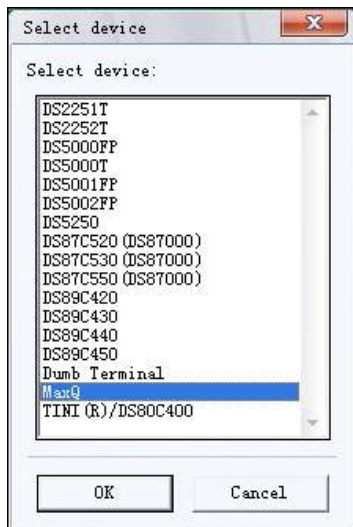 Select device
Select device:
DS2251T
DS2252T
DS5000FP
DS5000T
DS5001FP
DS5002FP
DS5250
DS87C520 (DS87000)
DS87C530 (DS87000)
DS87C550 (DS87000)
DS89C420
DS89C430
DS89C440
DS89C450
Dumb Terminal
MaxQ
TINI (R)/DS80C400
OK
Cancel